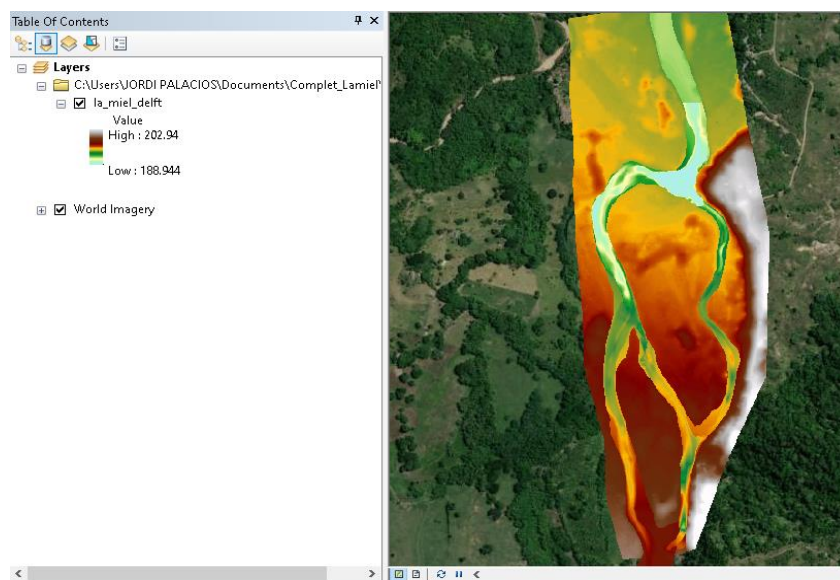 Table Of Contents
Layers
C:\Users\JORDI PALACIOS\Documents\Complet_Lamiel\
la_miel_delft
Value
High : 202.94
Low : 188.944
World Imagery